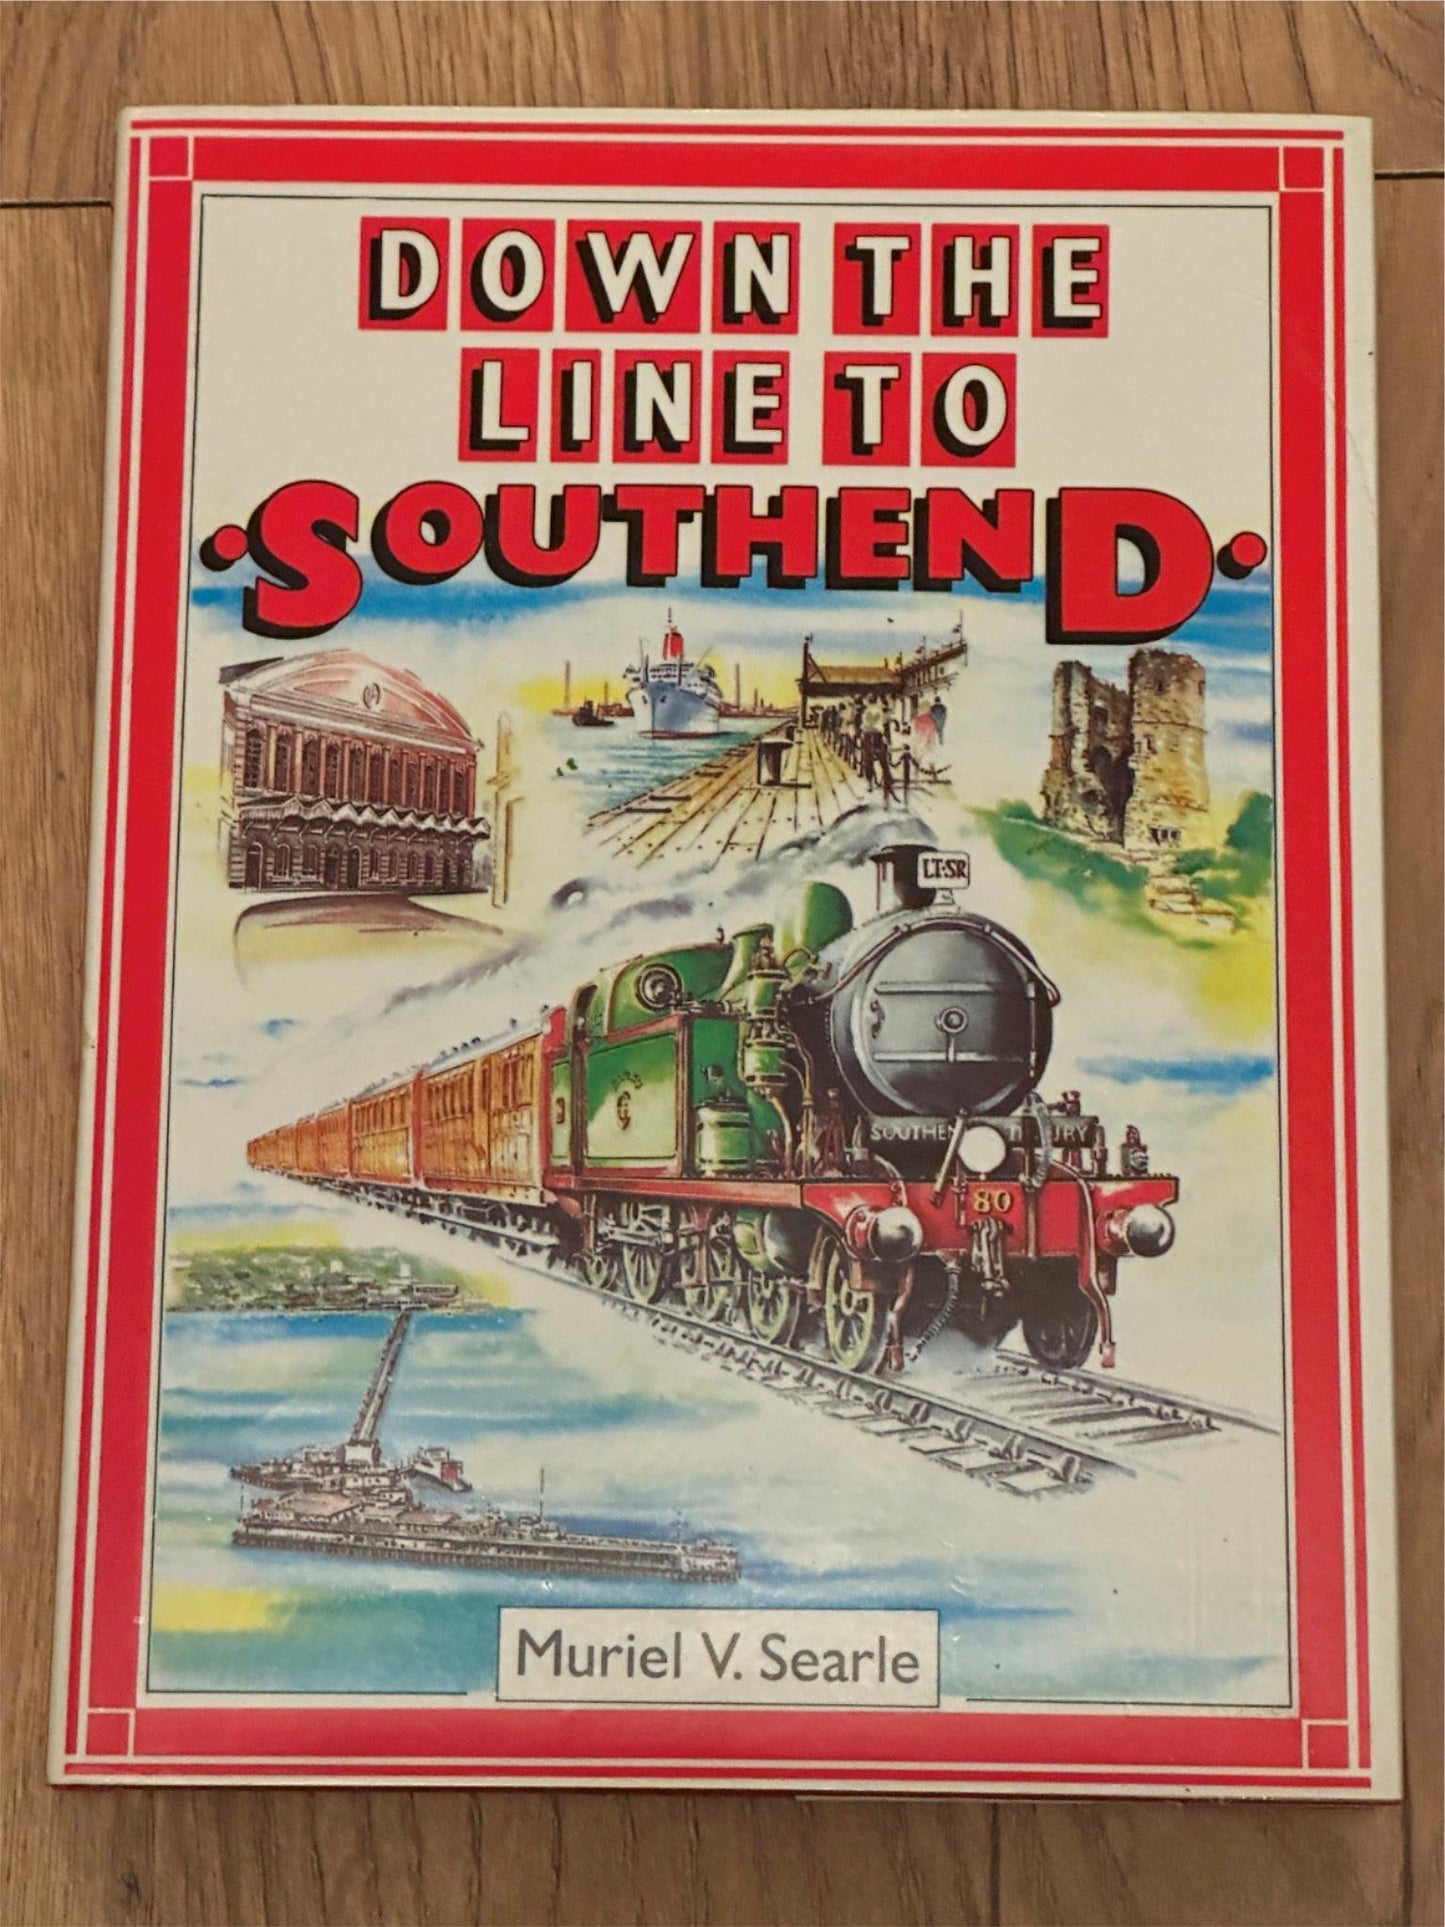 DOWN THE
LINE TO
·SOUTHEND·
LT·SR
80
Muriel V. Searle